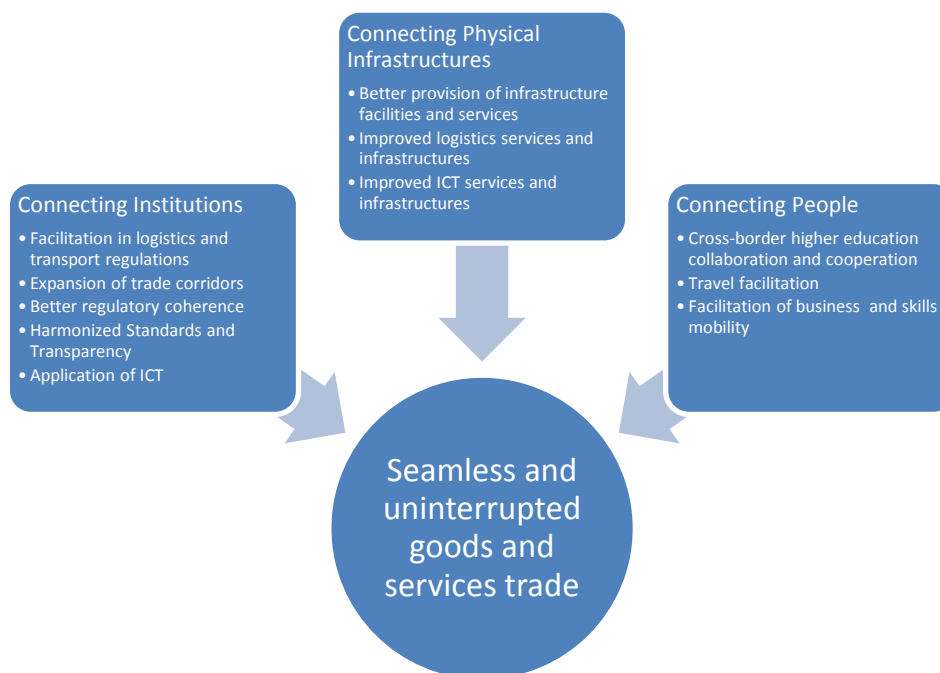 Connecting Physical
Infrastructures
• Better provision of infrastructure
facilities and services
• Improved logistics services and
infrastructures
• Improved ICT services and
infrastructures
Connecting Institutions
• Facilitation in logistics and
transport regulations
• Expansion of trade corridors
• Better regulatory coherence
• Harmonized Standards and
Transparency
• Application of ICT
Connecting People
• Cross-border higher education
collaboration and cooperation
• Travel facilitation
• Facilitation of business and skills
mobility
Seamless and
uninterrupted
goods and
services trade